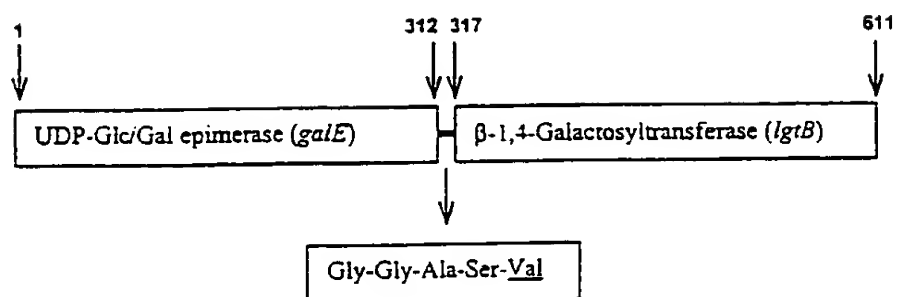 1 312 317 611
UDP-Glc/Gal epimerase (galE) β-1,4-Galactosyltransferase (lgtB)
Gly-Gly-Ala-Ser-Val